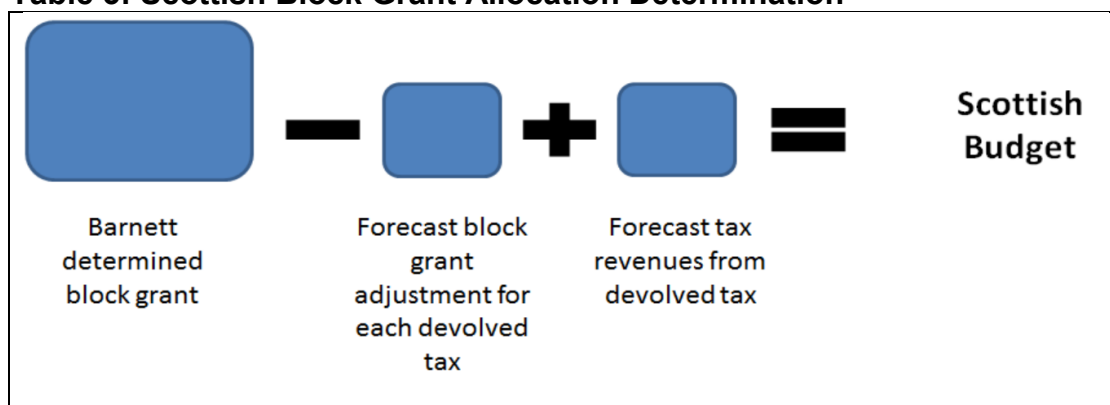 Table 3: Scottish Block Grant Allocation Determination
Scottish
Budget
Barnett
determined
block grant
Forecast block
grant
adjustment for
each devolved
tax
Forecast tax
revenues from
devolved tax